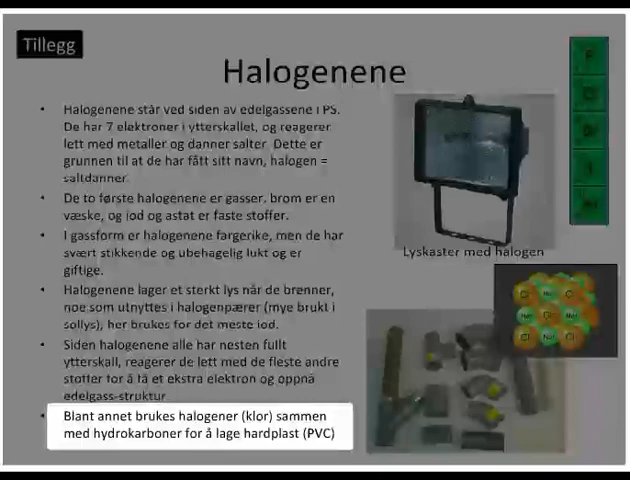 Tillegg
Halogenene
Halogenene står ved siden av edelgassene i PS.
De har 7 elektroner i ytterskallet, og reagerer
lett med metaller og danner salter. Dette er
grunnen til at de har fått sitt navn, halogen =
saltdanner.
De to første halogenene er gasser, brom er en
væske, og iod og astat er faste stoffer.
I gassform er halogenene fargerike, men de har
svært stikkende og ubehagelig lukt og er
giftige.
Halogenene lager et sterkt lys når de brenner,
noe som utnyttes i halogenpærer (mye brukt i
sollys), her brukes for det meste iod.
Siden halogenene alle har nesten fullt
ytterskall, reagerer de lett med de fleste andre
stoffer for å få et ekstra elektron og oppnå
edelgass-struktur
Blant annet brukes halogener (klor) sammen
med hydrokarboner for å lage hardplast (PVC)
F
Cl
Br
I
At
Lyskaster med halogen